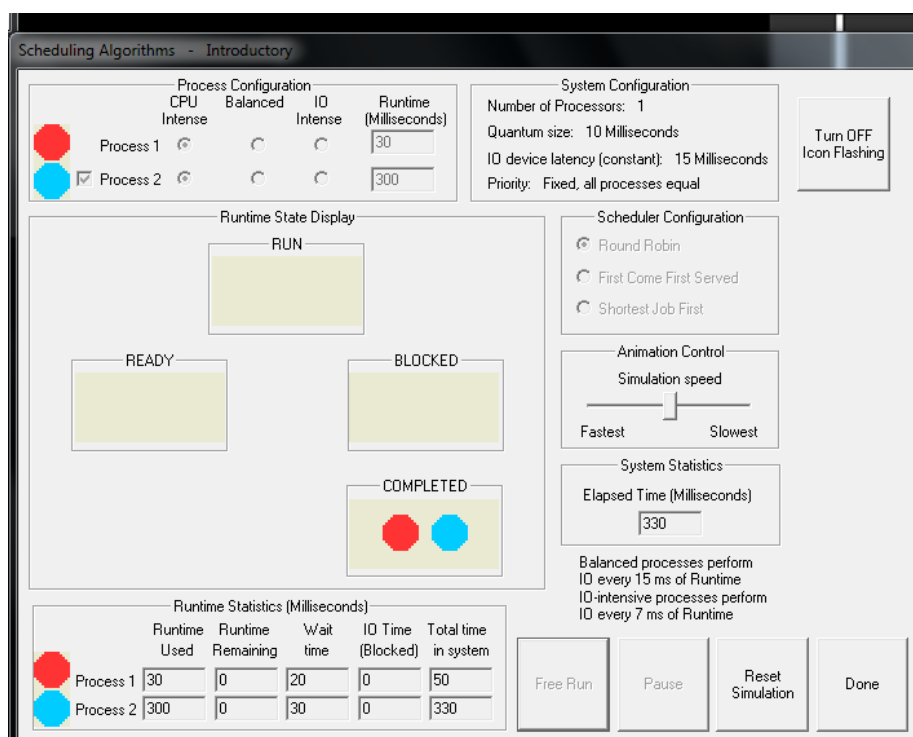 Scheduling Algorithms - Introductory
Process Configuration
CPU Intense Balanced IO Intense Runtime (Milliseconds)
Process 1 30
Process 2 300
System Configuration
Number of Processors: 1
Quantum size: 10 Milliseconds
IO device latency (constant): 15 Milliseconds
Priority: Fixed, all processes equal
Turn OFF
Icon Flashing
Runtime State Display
RUN
READY
BLOCKED
COMPLETED
Scheduler Configuration
Round Robin
First Come First Served
Shortest Job First
Animation Control
Simulation speed
Fastest Slowest
System Statistics
Elapsed Time (Milliseconds)
330
Balanced processes perform
IO every 15 ms of Runtime
IO-intensive processes perform
IO every 7 ms of Runtime
Runtime Statistics (Milliseconds)
Runtime Used Runtime Remaining Wait time IO Time (Blocked) Total time in system
Process 1 30 0 20 0 50
Process 2 300 0 30 0 330
Free Run
Pause
Reset
Simulation
Done